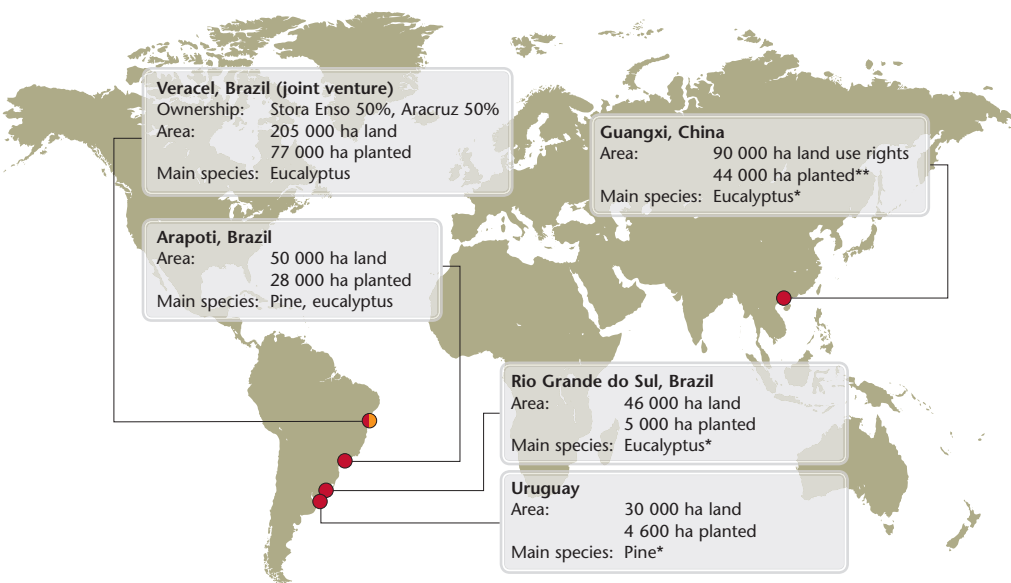 Veracel, Brazil (joint venture)
Ownership: Stora Enso 50%, Aracruz 50%
Area: 205 000 ha land
77 000 ha planted
Main species: Eucalyptus
Guangxi, China
Area: 90 000 ha land use rights
44 000 ha planted**
Main species: Eucalyptus*
Arapoti, Brazil
Area: 50 000 ha land
28 000 ha planted
Main species: Pine, eucalyptus
Rio Grande do Sul, Brazil
Area: 46 000 ha land
5 000 ha planted
Main species: Eucalyptus*
Uruguay
Area: 30 000 ha land
4 600 ha planted
Main species: Pine*